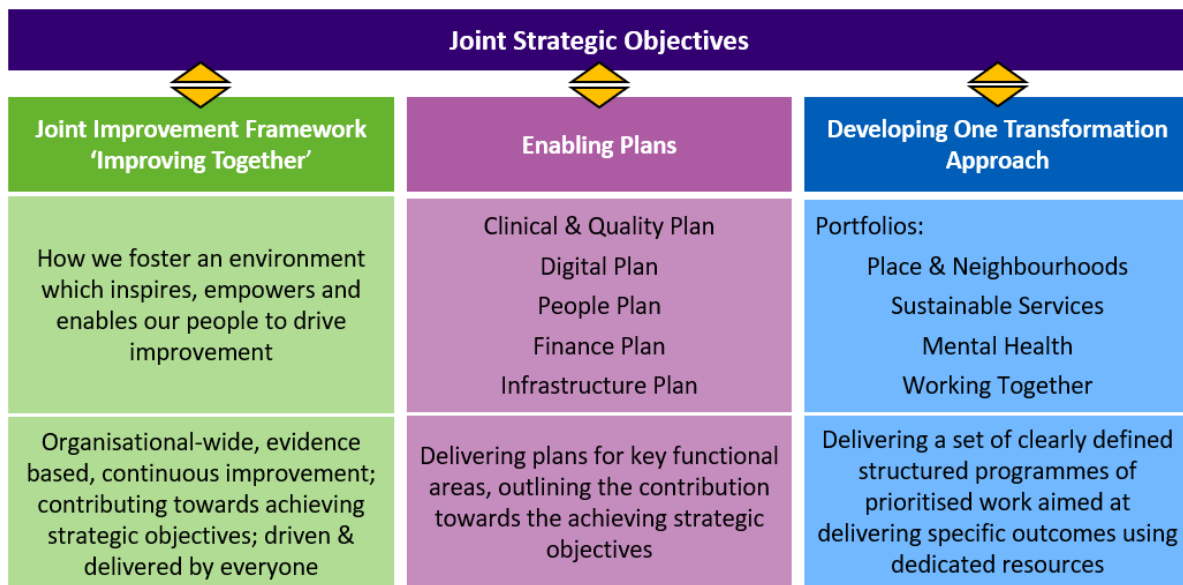 Joint Strategic Objectives
Joint Improvement Framework
‘Improving Together’
How we foster an environment
which inspires, empowers and
enables our people to drive
improvement
Organisational-wide, evidence
based, continuous improvement;
contributing towards achieving
strategic objectives; driven &
delivered by everyone
Enabling Plans
Clinical & Quality Plan
Digital Plan
People Plan
Finance Plan
Infrastructure Plan
Delivering plans for key functional
areas, outlining the contribution
towards the achieving strategic
objectives
Developing One Transformation
Approach
Portfolios:
Place & Neighbourhoods
Sustainable Services
Mental Health
Working Together
Delivering a set of clearly defined
structured programmes of
prioritised work aimed at
delivering specific outcomes using
dedicated resources